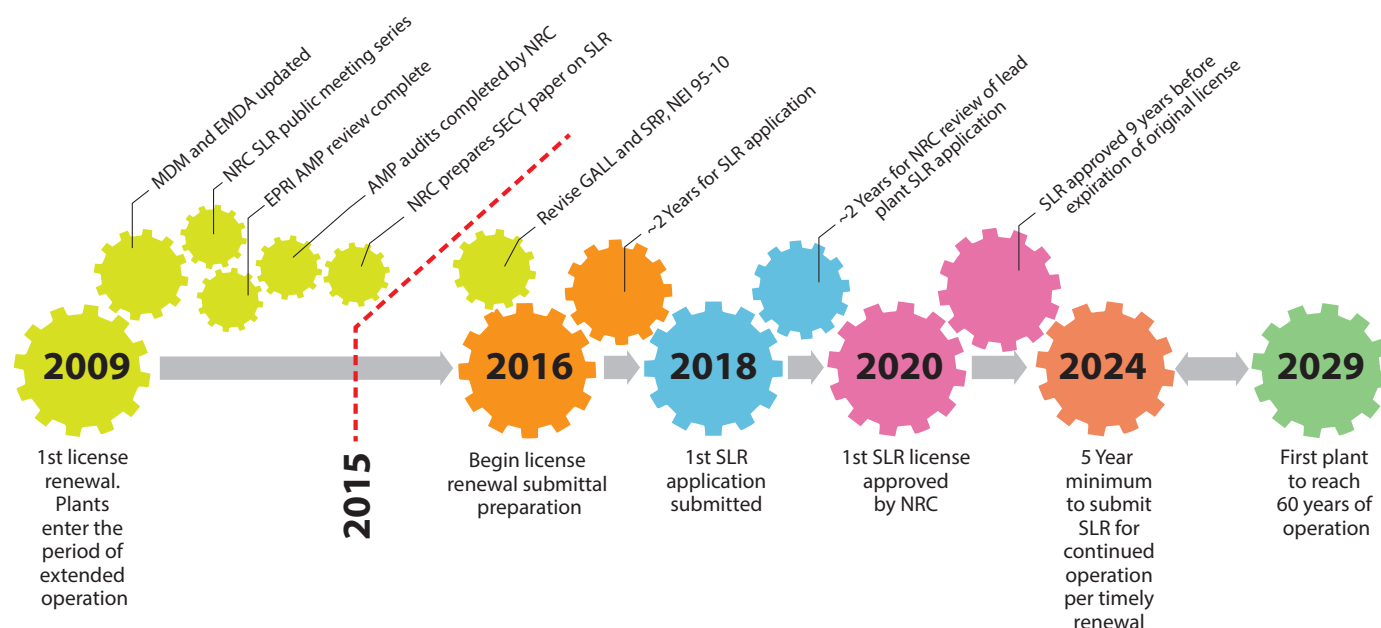 MDM and EMDA updated
NRC SLR public meeting series
EPRI AMP review complete
AMP audits completed by NRC
NRC prepares SECY paper on SLR
Revise GALL and SRP, NEI 95-10
~2 Years for SLR application
~2 Years for NRC review of lead
plant SLR application
SLR approved 9 years before
expiration of original license
2009
2016
2018
2020
2024
2029
1st license
renewal.
Plants
enter the
period of
extended
operation
2015
Begin license
renewal submittal
preparation
1st SLR
application
submitted
1st SLR license
approved
by NRC
5 Year
minimum
to submit
SLR for
continued
operation
per timely
renewal
First plant
to reach
60 years of
operation